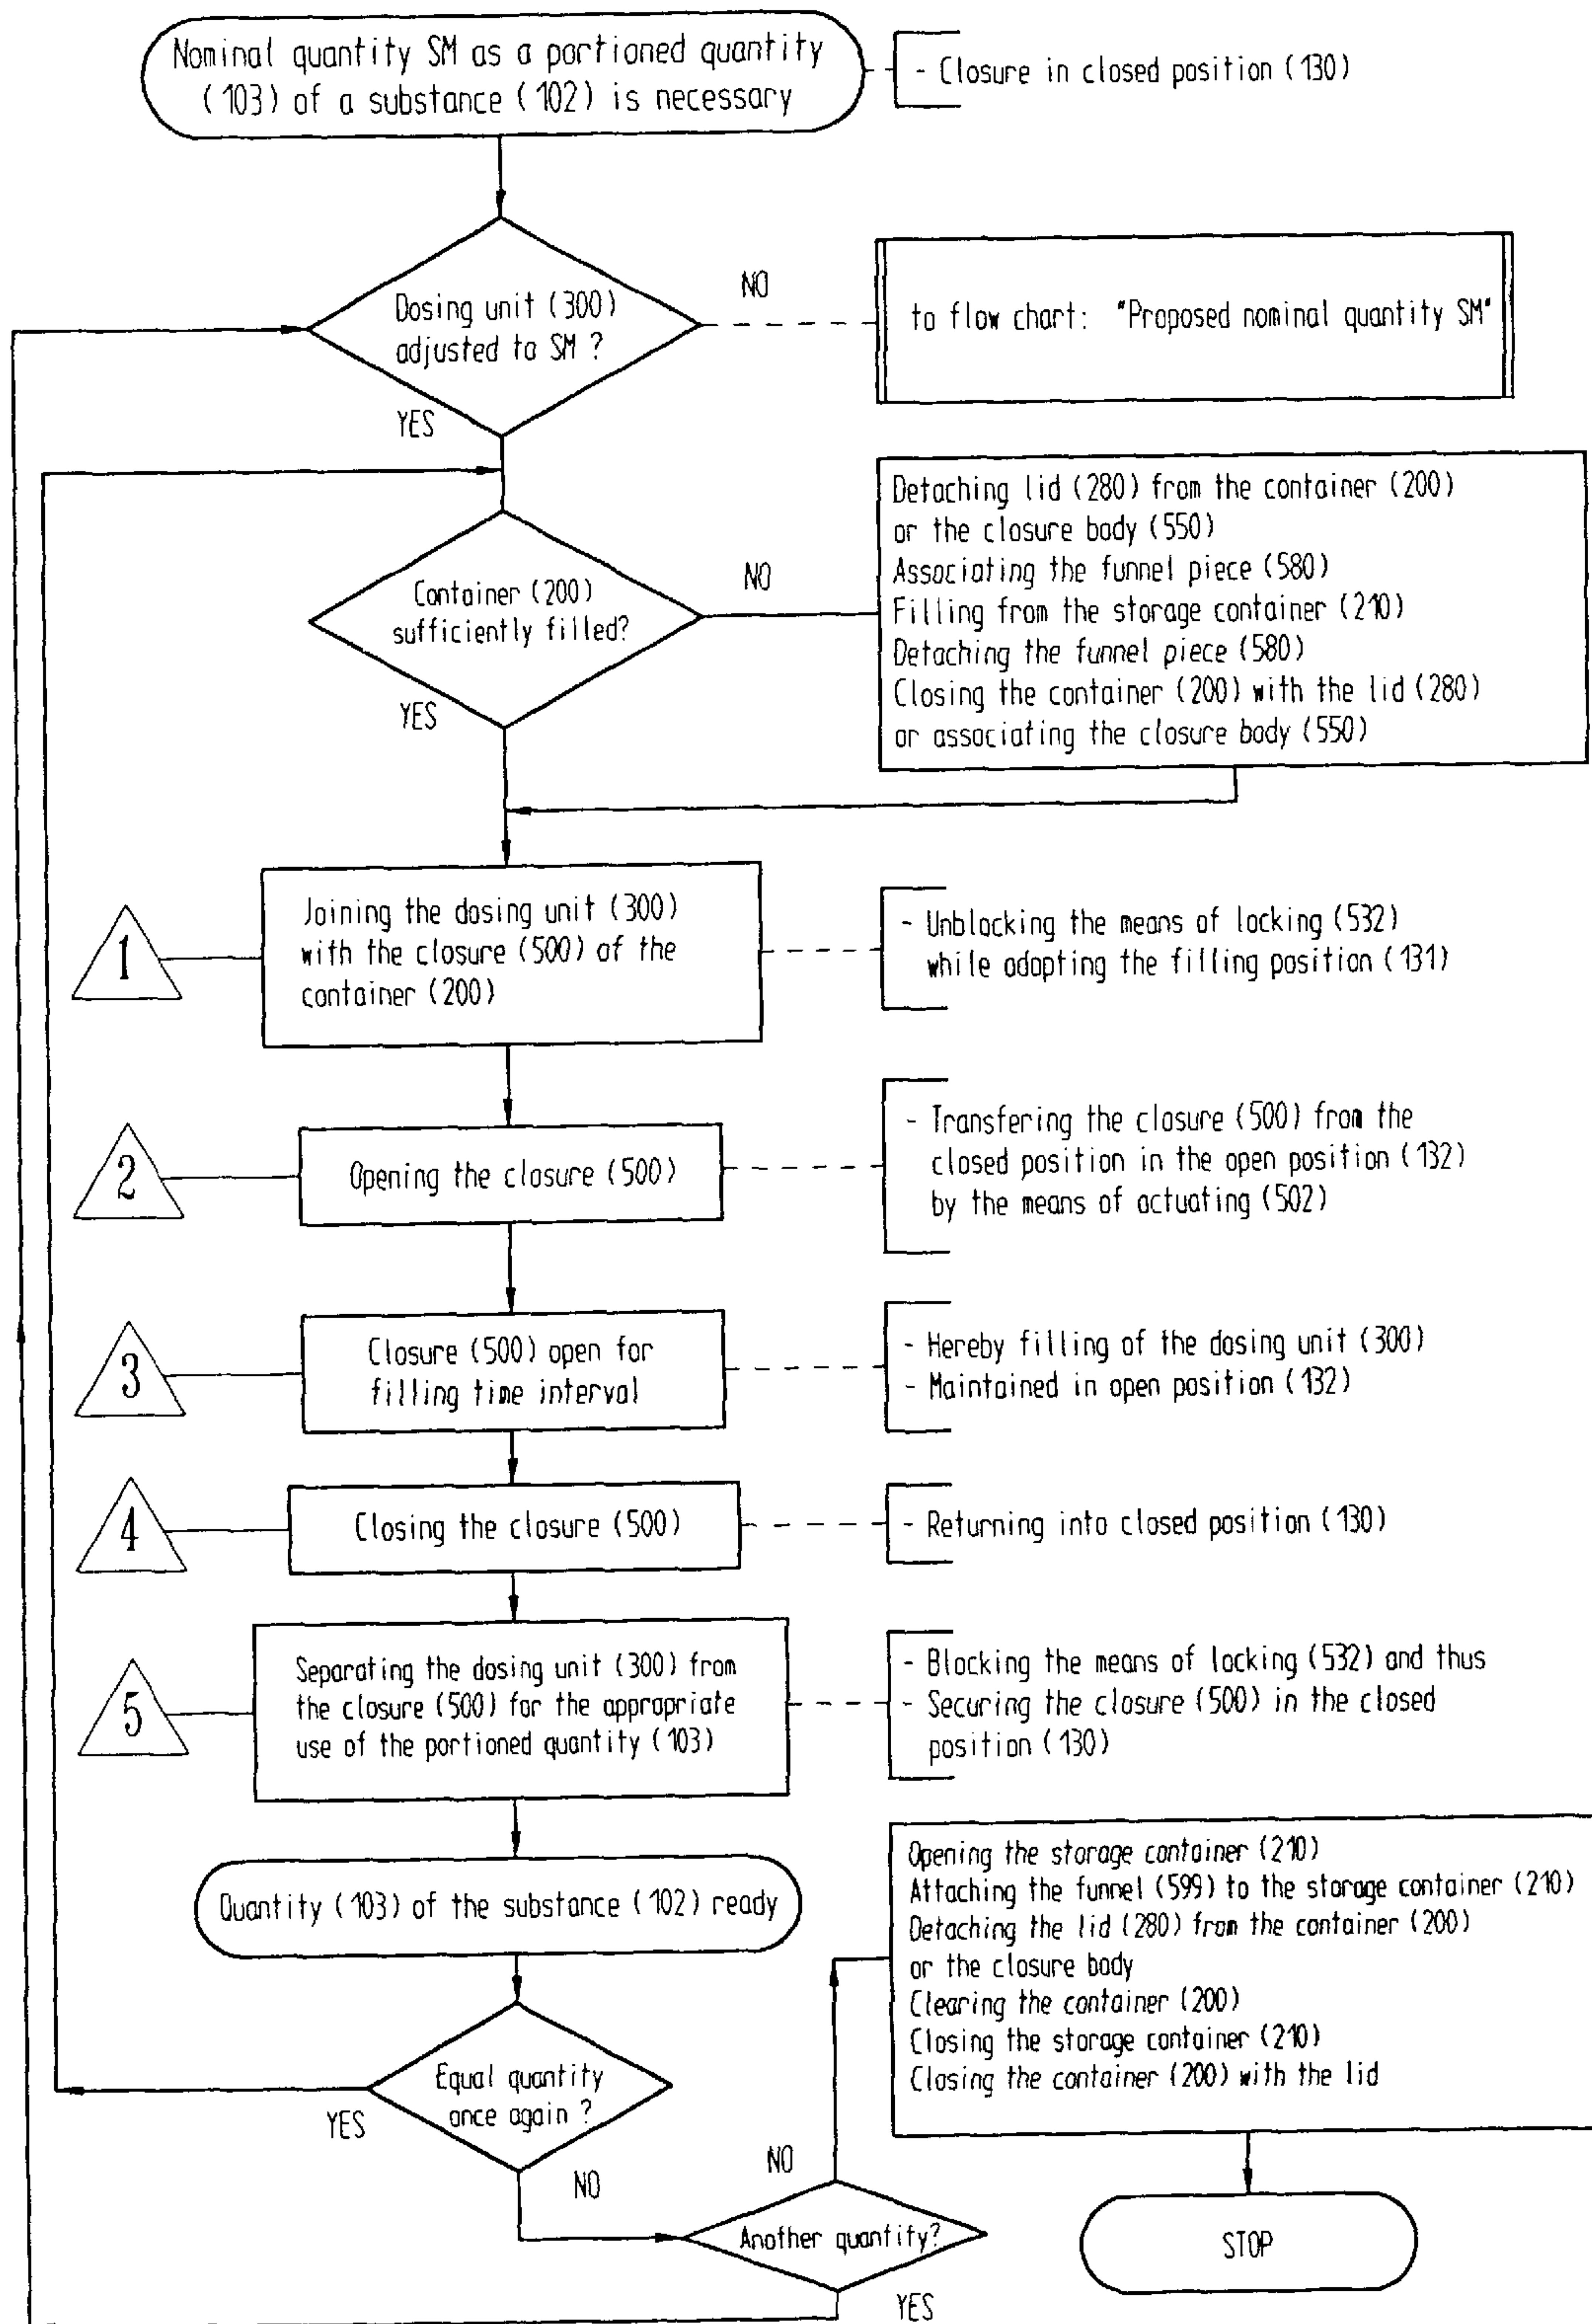 Nominal quantity SM as a portioned quantity
(103) of a substance (102) is necessary
- Closure in closed position (130)
Dosing unit (300)
adjusted to SM ?
NO
YES
to flow chart: "Proposed nominal quantity SM"
Container (200)
sufficiently filled?
NO
YES
Detaching lid (280) from the container (200)
or the closure body (550)
Associating the funnel piece (580)
Filling from the storage container (210)
Detaching the funnel piece (580)
Closing the container (200) with the lid (280)
or associating the closure body (550)
1
Joining the dosing unit (300)
with the closure (500) of the
container (200)
- Unblocking the means of locking (532)
while adopting the filling position (131)
2
Opening the closure (500)
- Transfering the closure (500) from the
closed position in the open position (132)
by the means of actuating (502)
3
Closure (500) open for
filling time interval
- Hereby filling of the dosing unit (300)
- Maintained in open position (132)
4
Closing the closure (500)
- Returning into closed position (130)
5
Separating the dosing unit (300) from
the closure (500) for the appropriate
use of the portioned quantity (103)
- Blocking the means of locking (532) and thus
- Securing the closure (500) in the closed
position (130)
Quantity (103) of the substance (102) ready
Equal quantity
once again ?
YES
NO
Another quantity?
NO
YES
Opening the storage container (210)
Attaching the funnel (599) to the storage container (210)
Detaching the lid (280) from the container (200)
or the closure body
Clearing the container (200)
Closing the storage container (210)
Closing the container (200) with the lid
STOP